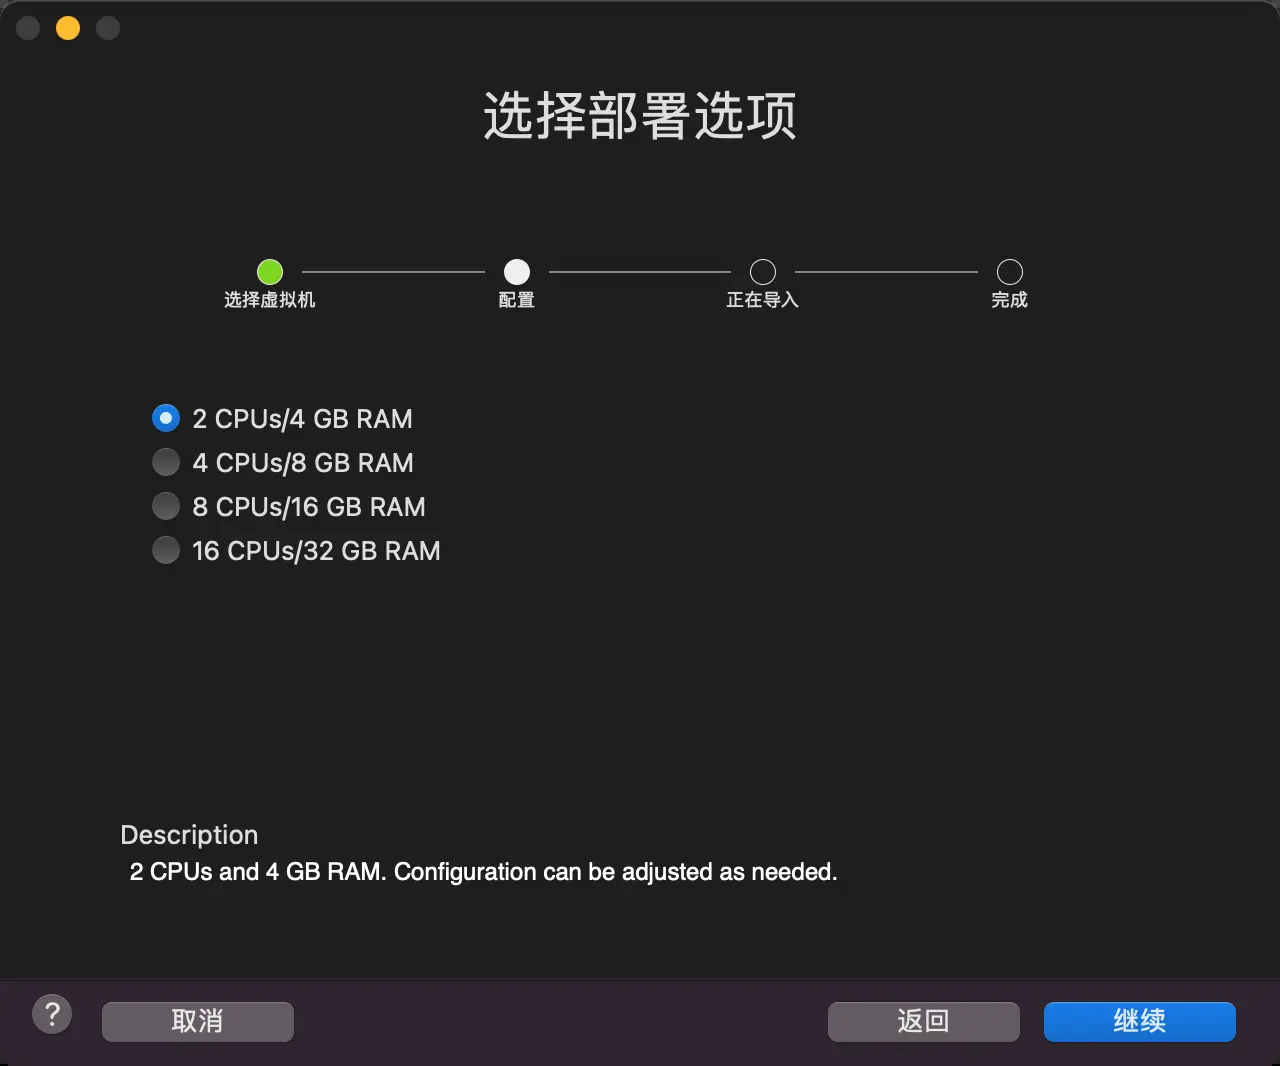 选择部署选项
选择虚拟机
配置
正在导入
完成
2 CPUs/4 GB RAM
4 CPUs/8 GB RAM
8 CPUs/16 GB RAM
16 CPUs/32 GB RAM
Description
2 CPUs and 4 GB RAM. Configuration can be adjusted as needed.
?
取消
返回
继续